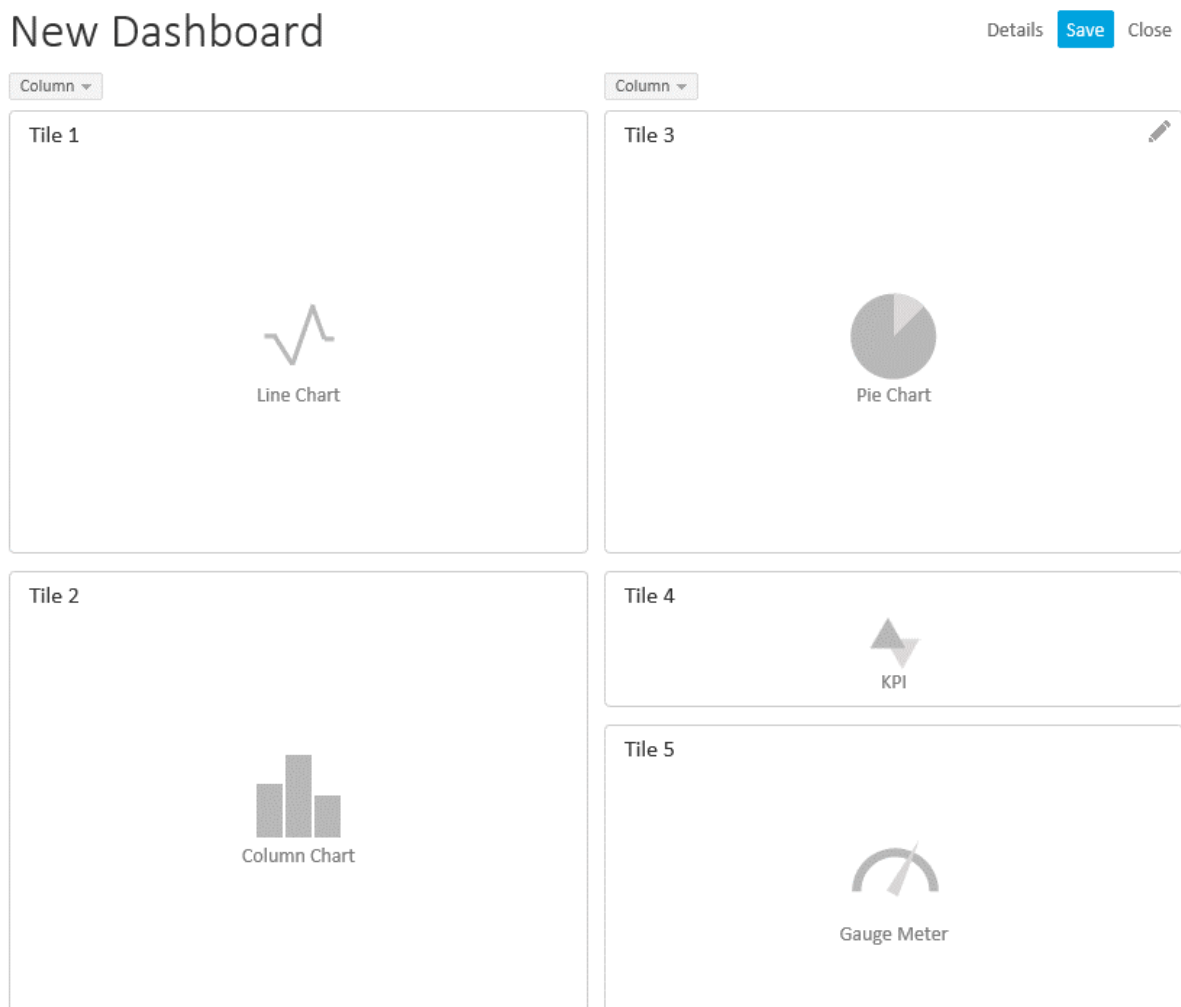 New Dashboard
Details Save Close
Column
Tile 1
Line Chart
Tile 2
Column Chart
Column
Tile 3
Pie Chart
Tile 4
KPI
Tile 5
Gauge Meter